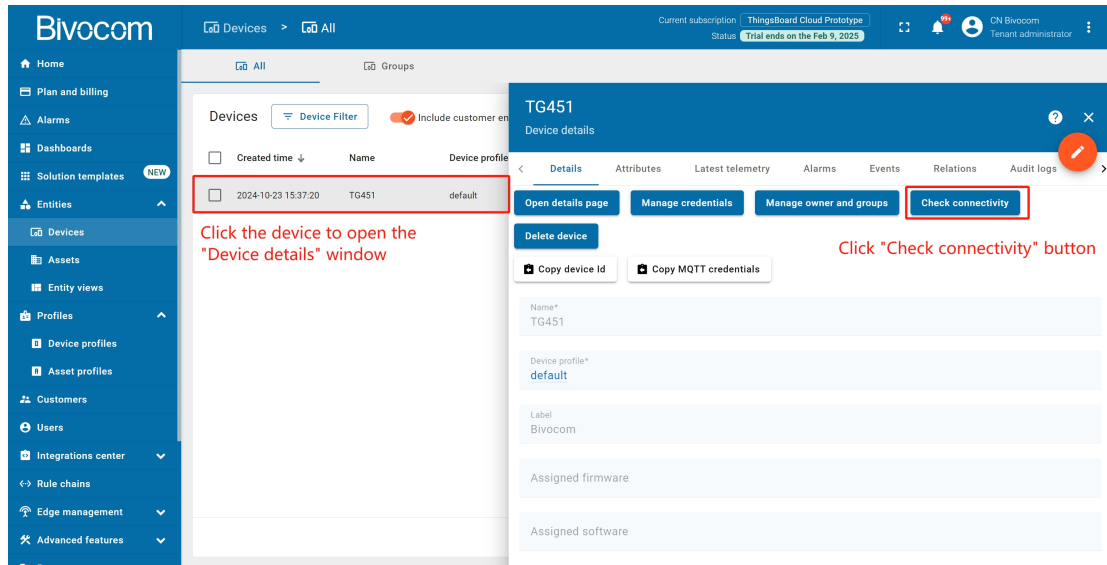 Bivocom
Devices > All
Current subscription ThingsBoard Cloud Prototype
Status Trial ends on the Feb 9, 2025
99+
CN Bivocom
Tenant administrator
Home
Plan and billing
Alarms
Dashboards
Solution templates NEW
Entities
Devices
Assets
Entity views
Profiles
Device profiles
Asset profiles
Customers
Users
Integrations center
Rule chains
Edge management
Advanced features
All Groups
Devices Device Filter Include customer en
Created time Name Device profile
2024-10-23 15:37:20 TG451 default
Click the device to open the
"Device details" window
TG451
Device details
Details Attributes Latest telemetry Alarms Events Relations Audit logs
Open details page Manage credentials Manage owner and groups Check connectivity
Delete device
Click "Check connectivity" button
Copy device Id Copy MQTT credentials
Name*
TG451
Device profile*
default
Label
Bivocom
Assigned firmware
Assigned software